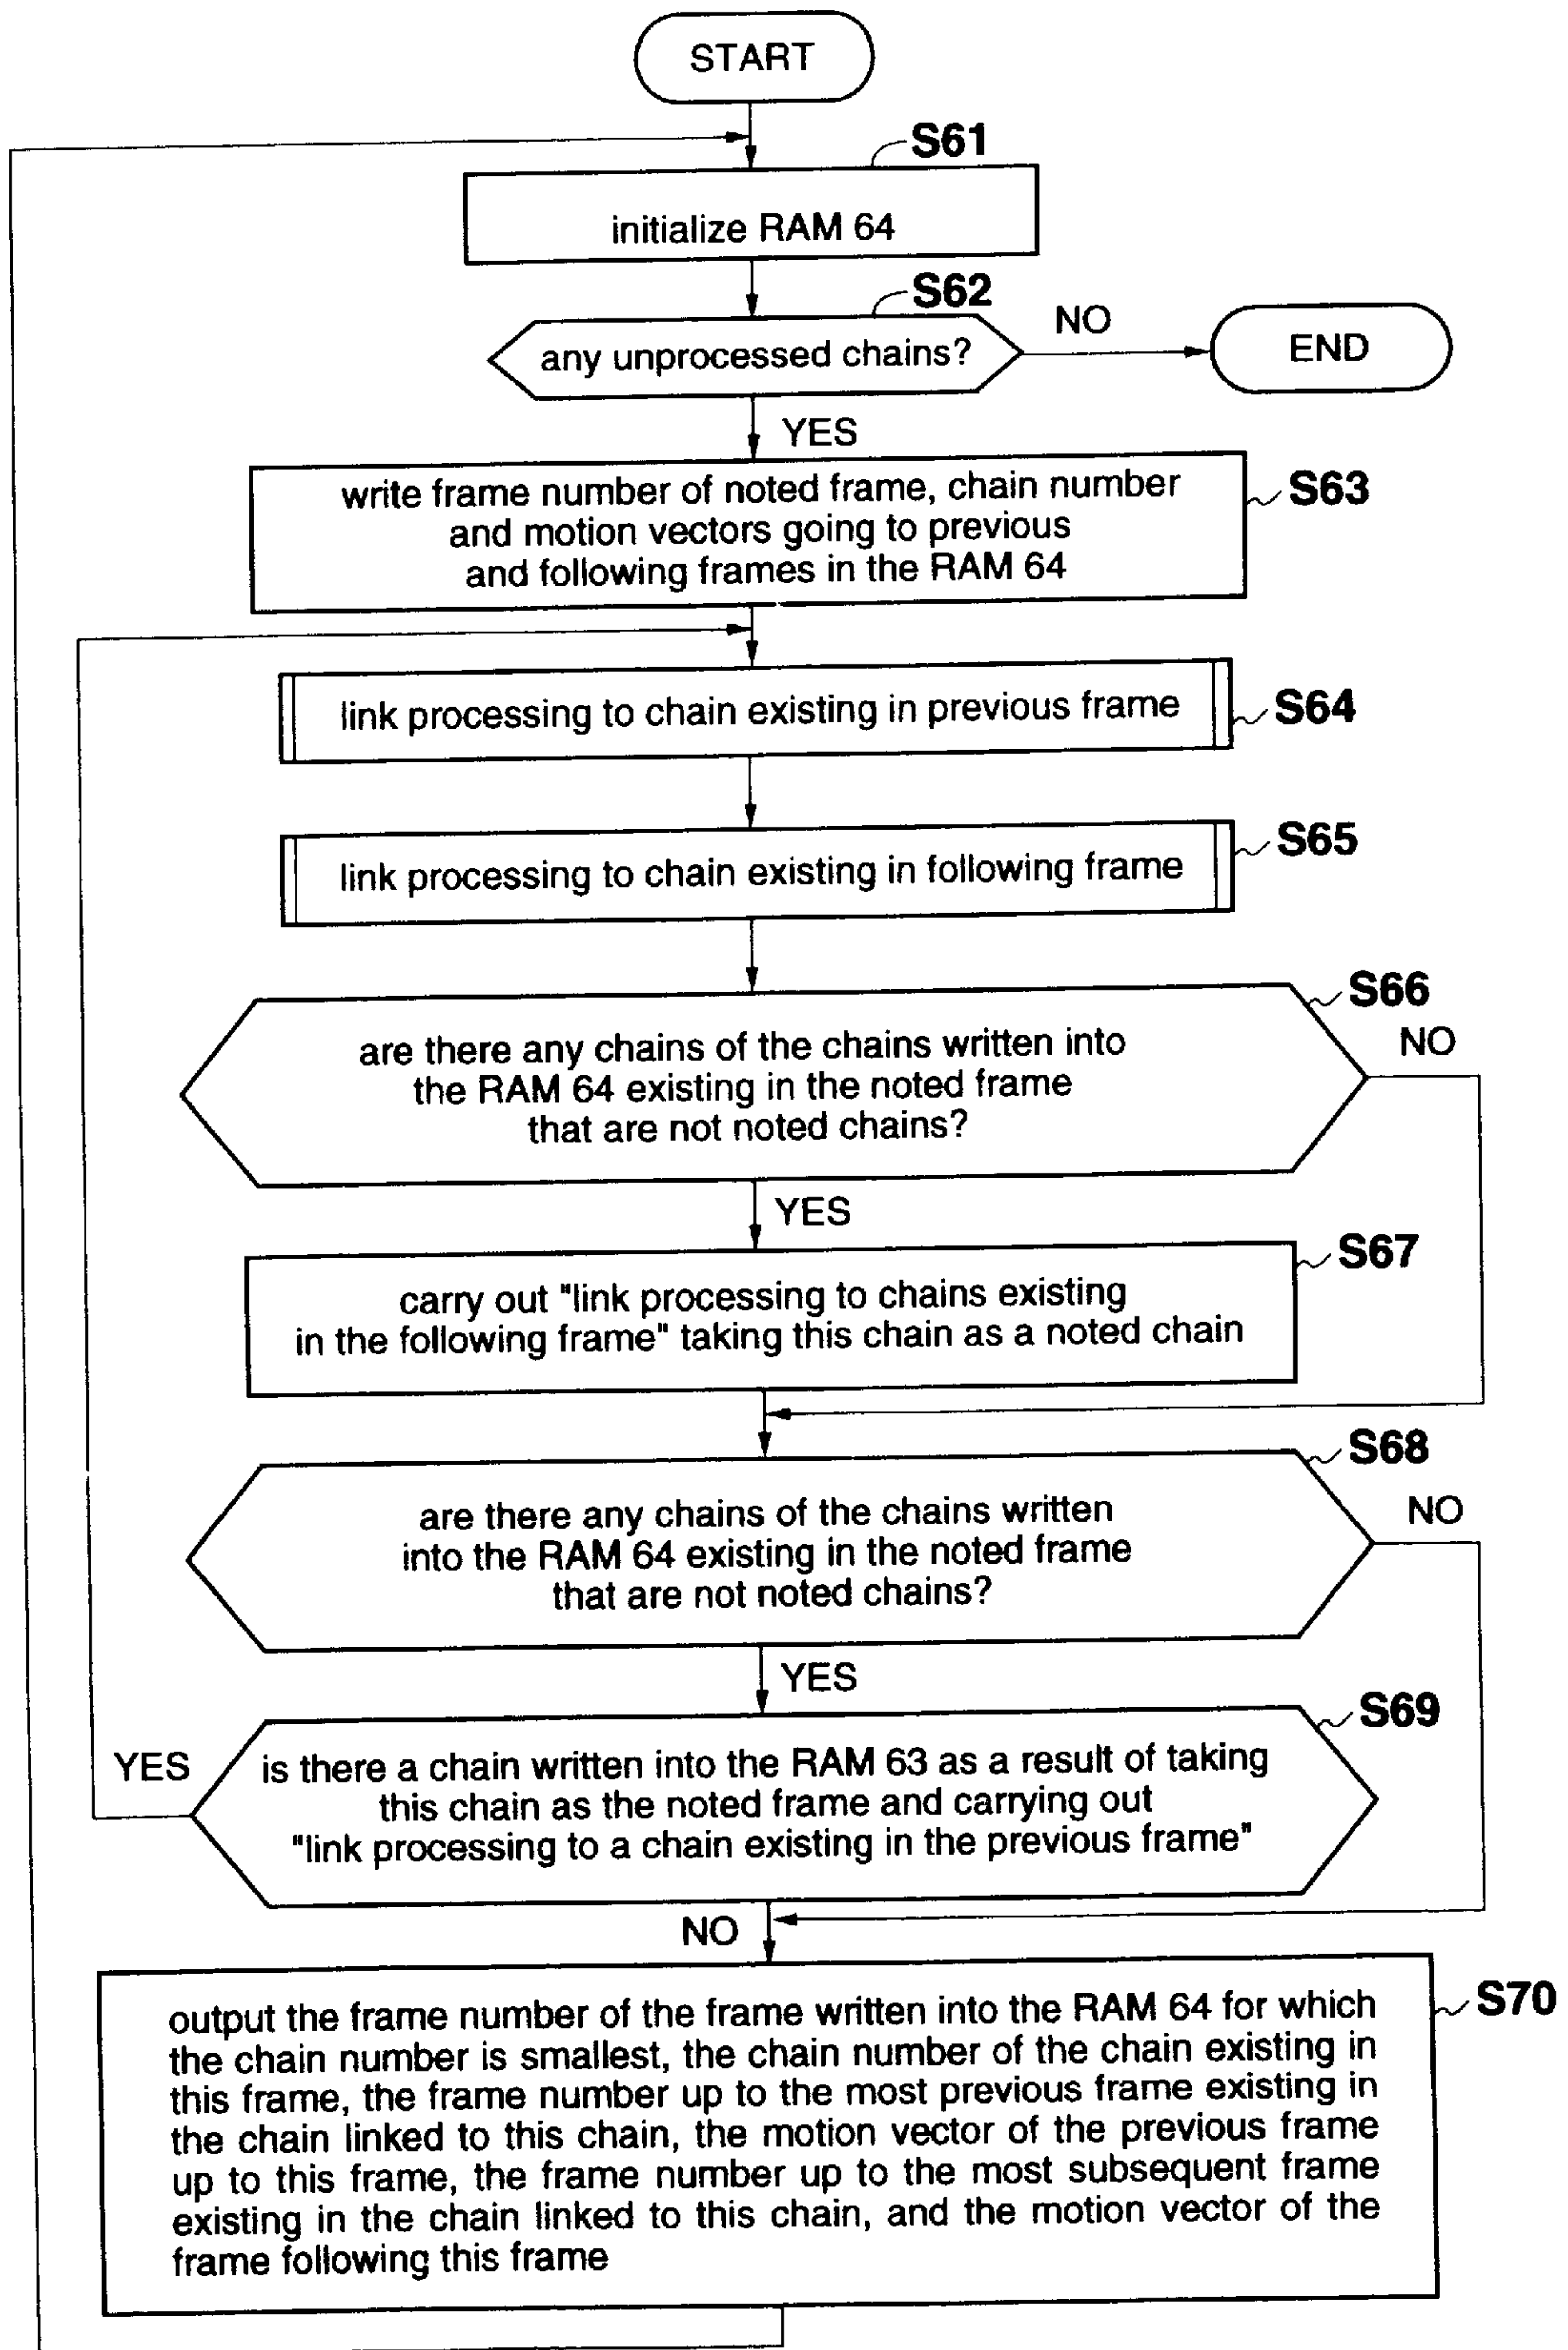 START
S61
initialize RAM 64
S62
any unprocessed chains?
NO
END
YES
write frame number of noted frame, chain number
and motion vectors going to previous
and following frames in the RAM 64
S63
link processing to chain existing in previous frame
S64
link processing to chain existing in following frame
S65
S66
are there any chains of the chains written into
the RAM 64 existing in the noted frame
that are not noted chains?
NO
YES
S67
carry out "link processing to chains existing
in the following frame" taking this chain as a noted chain
S68
are there any chains of the chains written
into the RAM 64 existing in the noted frame
that are not noted chains?
NO
YES
S69
YES
is there a chain written into the RAM 63 as a result of taking
this chain as the noted frame and carrying out
"link processing to a chain existing in the previous frame"
NO
S70
output the frame number of the frame written into the RAM 64 for which
the chain number is smallest, the chain number of the chain existing in
this frame, the frame number up to the most previous frame existing in
the chain linked to this chain, the motion vector of the previous frame
up to this frame, the frame number up to the most subsequent frame
existing in the chain linked to this chain, and the motion vector of the
frame following this frame